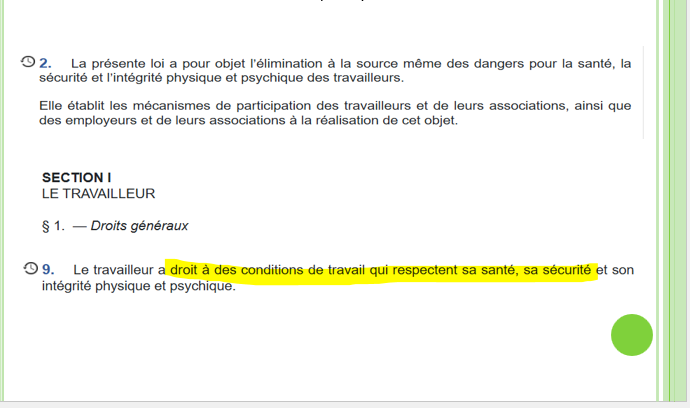 2. La présente loi a pour objet l'élimination à la source même des dangers pour la santé, la
sécurité et l'intégrité physique et psychique des travailleurs.
Elle établit les mécanismes de participation des travailleurs et de leurs associations, ainsi que
des employeurs et de leurs associations à la réalisation de cet objet.
SECTION I
LE TRAVAILLEUR
§ 1. — Droits généraux
9. Le travailleur a droit à des conditions de travail qui respectent sa santé, sa sécurité et son
intégrité physique et psychique.